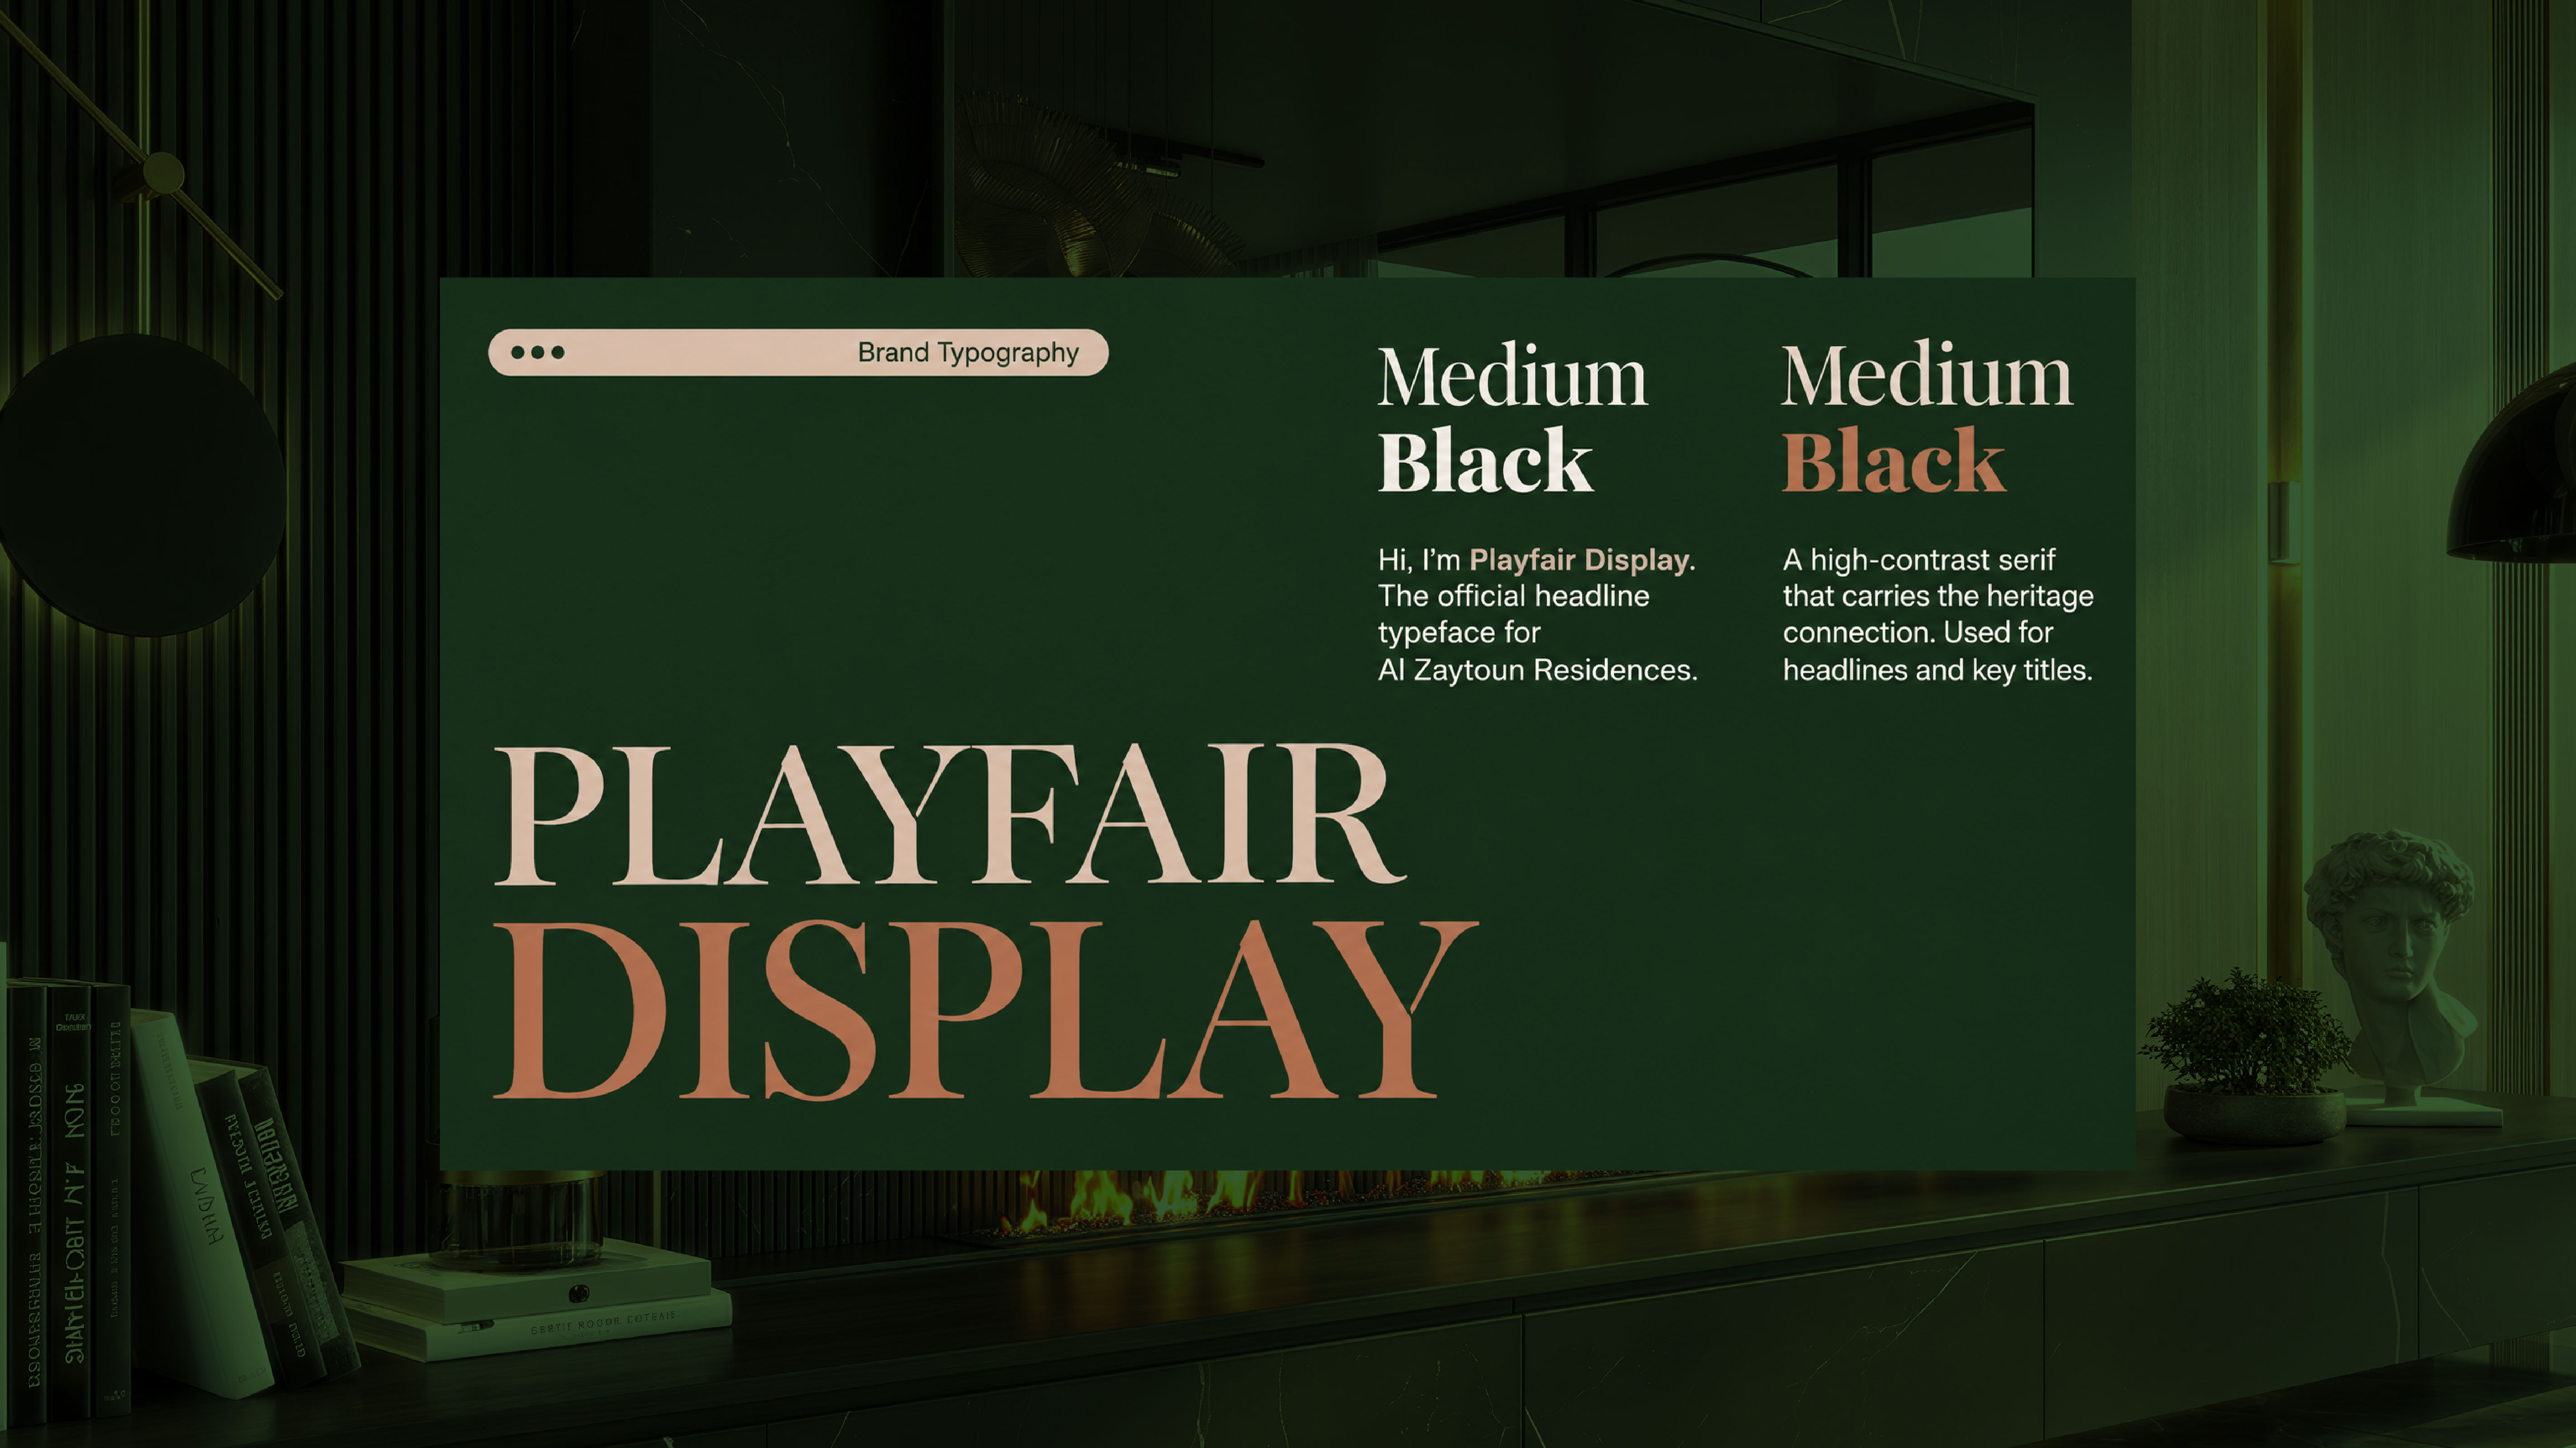 Brand Typography
Medium
Black
Hi, I'm Playfair Display.
The official headline
typeface for
Al Zaytoun Residences.
Medium
Black
A high-contrast serif
that carries the heritage
connection. Used for
headlines and key titles.
PLAYFAIR
DISPLAY